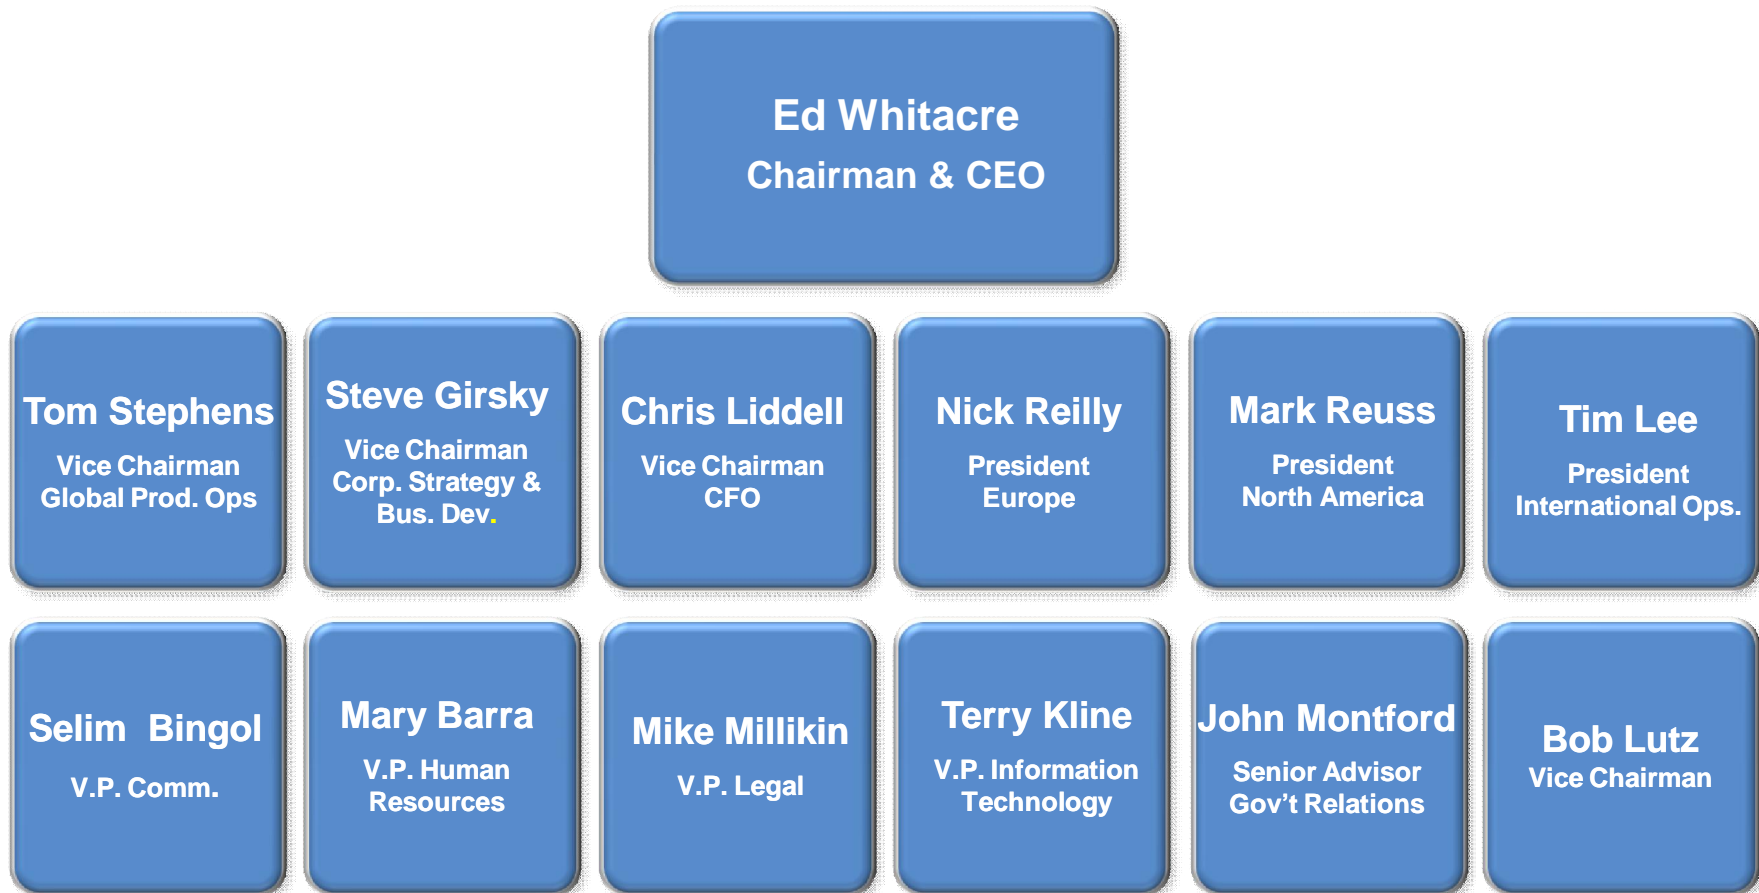 Ed Whitacre
Chairman & CEO
Tom Stephens
Vice Chairman
Global Prod. Ops
Steve Girsky
Vice Chairman
Corp. Strategy &
Bus. Dev.
Chris Liddell
Vice Chairman
CFO
Nick Reilly
President
Europe
Mark Reuss
President
North America
Tim Lee
President
International Ops.
Selim  Bingol
V.P. Comm.
Mary Barra
V.P. Human
Resources
Mike Millikin
V.P. Legal
Terry Kline
V.P. Information
Technology
John Montford
Senior Advisor
Gov’t Relations
Bob Lutz
Vice Chairman